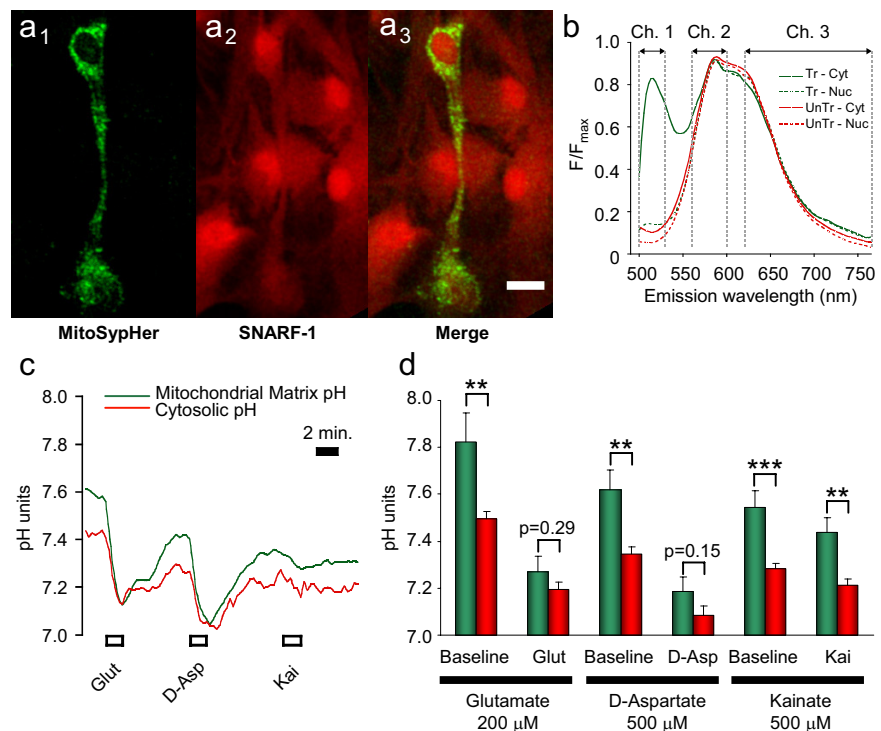 a1
a2
a3
MitoSypHer
SNARF-1
Merge
b
Ch. 1
Ch. 2
Ch. 3
1.0
0.8
0.6
0.4
0.2
0
F/Fmax
Tr - Cyt
Tr - Nuc
UnTr - Cyt
UnTr - Nuc
500
550
600
650
700
750
Emission wavelength (nm)
c
8.0
7.8
7.6
7.4
7.2
7.0
pH units
Mitochondrial Matrix pH
Cytosolic pH
2 min.
Glut
D-Asp
Kai
d
8.0
7.8
7.6
7.4
7.2
7.0
pH units
**
p=0.29
**
p=0.15
***
**
Baseline
Glut
Baseline
D-Asp
Baseline
Kai
Glutamate
200 μM
D-Aspartate
500 μM
Kainate
500 μM